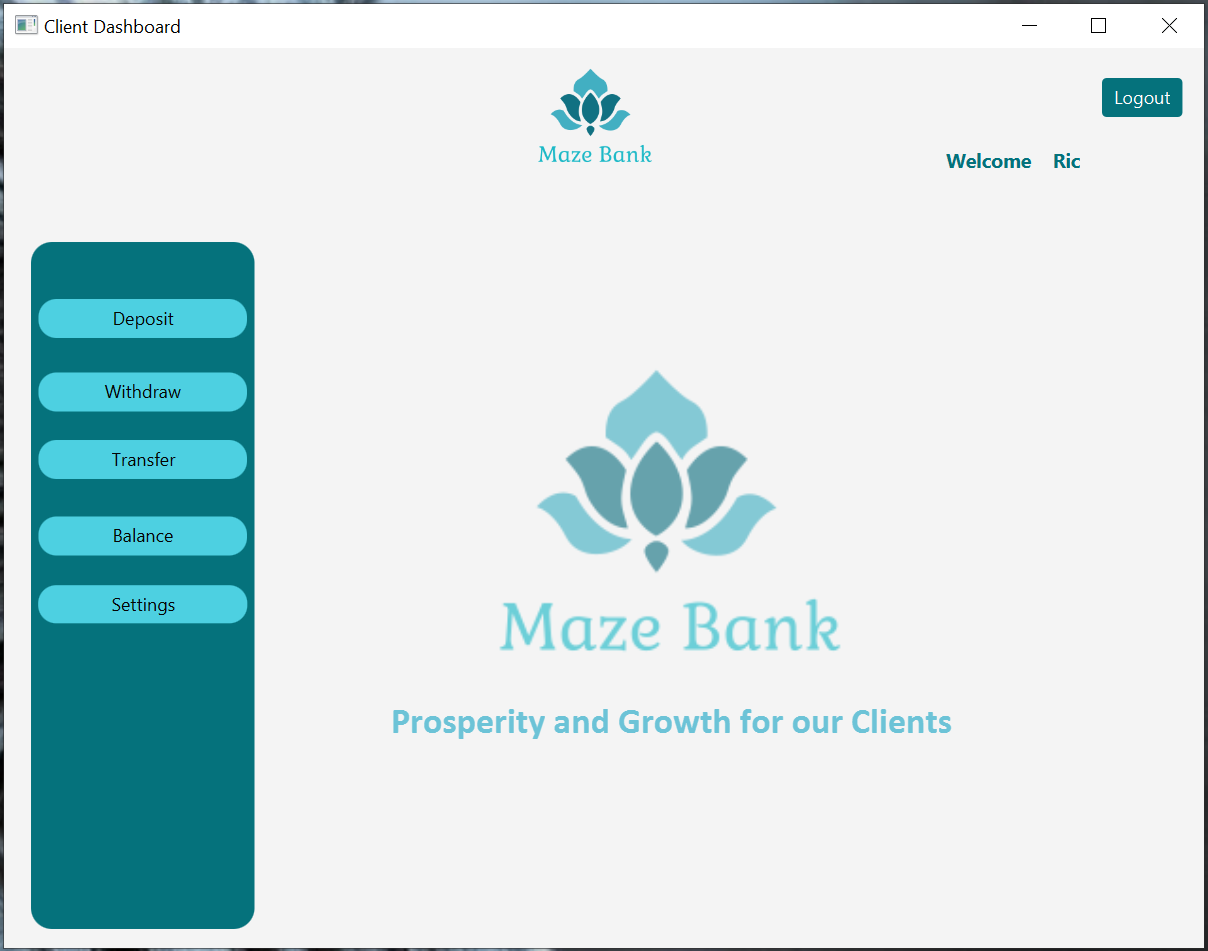 Client Dashboard
Logout
Maze Bank
Welcome Ric
Deposit
Withdraw
Transfer
Balance
Settings
Maze Bank
Prosperity and Growth for our Clients